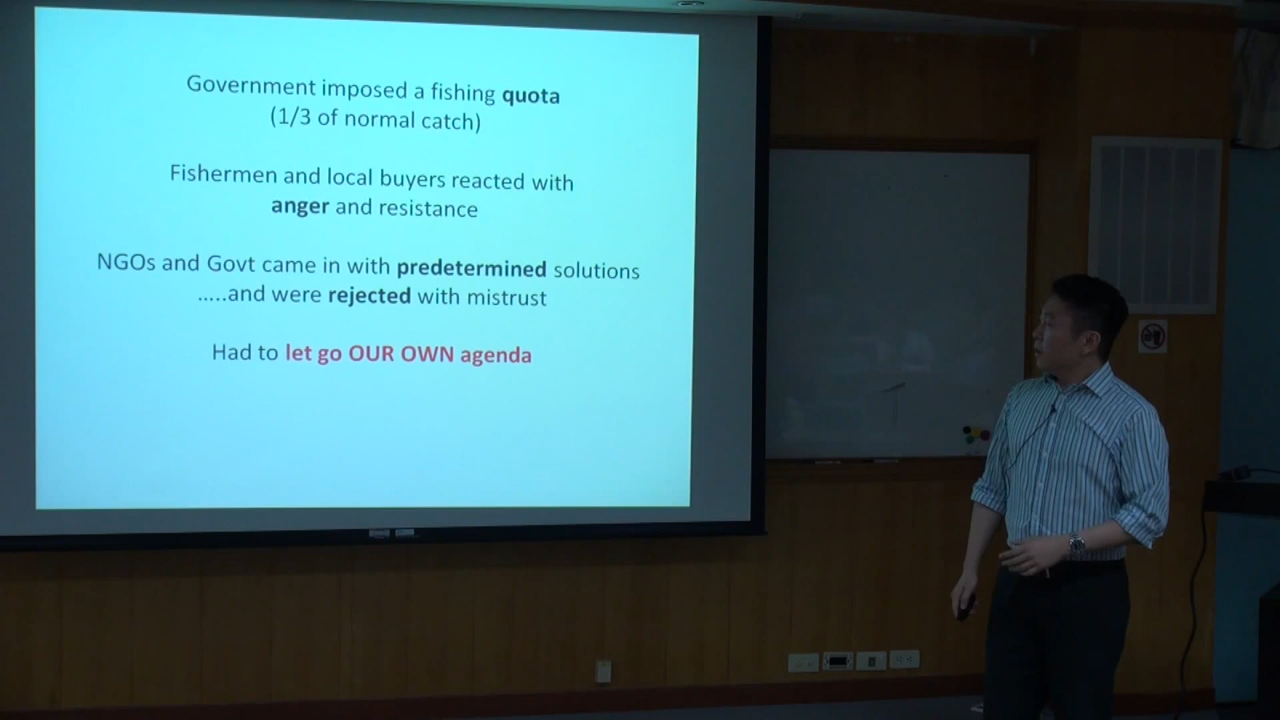 Government imposed a fishing quota
(1/3 of normal catch)
Fishermen and local buyers reacted with
anger and resistance
NGOs and Govt came in with predetermined solutions
.....and were rejected with mistrust
Had to let go OUR OWN agenda